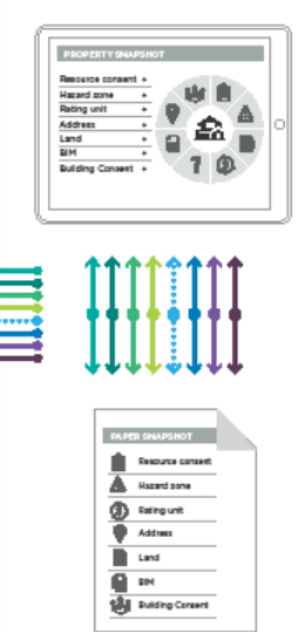 PROPERTY SNAPSHOT
Resource consent +
Hazard zone +
Rating unit +
Address +
Land +
BIM +
Building Consent +
PAPER SNAPSHOT
Resource consent
Hazard zone
Rating unit
Address
Land
BIM
Building Consent